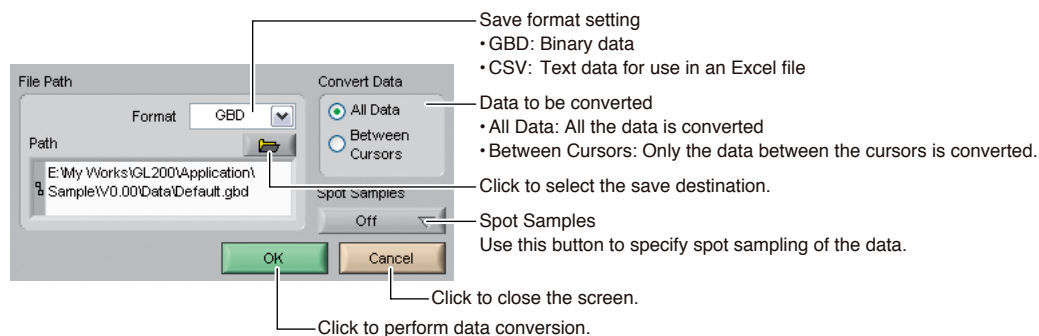 Save format setting
・GBD: Binary data
・CSV: Text data for use in an Excel file
File Path
Convert Data
Format
GBD
All Data
Data to be converted
・All Data: All the data is converted
・Between Cursors: Only the data between the cursors is converted.
Path
Between
Cursors
E:\My Works\GL200\Application\
Sample\V0.00\Data\Default.gbd
Click to select the save destination.
Spot Samples
Off
Spot Samples
Use this button to specify spot sampling of the data.
OK
Cancel
Click to close the screen.
Click to perform data conversion.